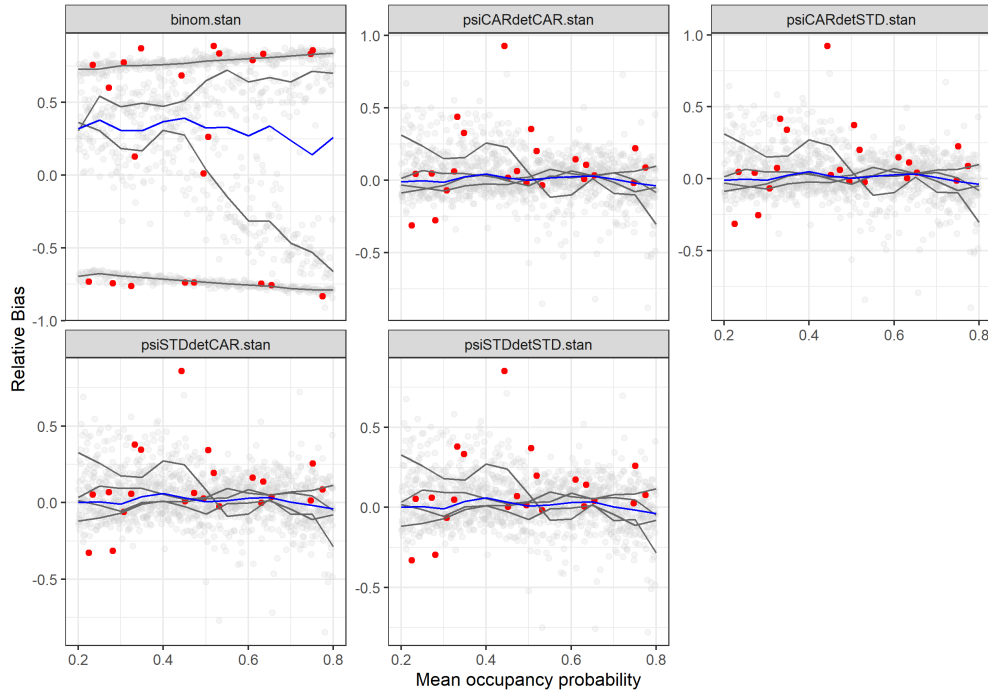 binom.stan
psiCARdetCAR.stan
psiCARdetSTD.stan
1.0
1.0
0.5
0.5
0.5
0.0
0.0
0.0
-0.5
-0.5
-0.5
-1.0
0.2 0.4 0.6 0.8
psiSTDdetCAR.stan
psiSTDdetSTD.stan
0.5
0.5
0.0
0.0
-0.5
-0.5
0.2 0.4 0.6 0.8
0.2 0.4 0.6 0.8
Mean occupancy probability
Relative Bias